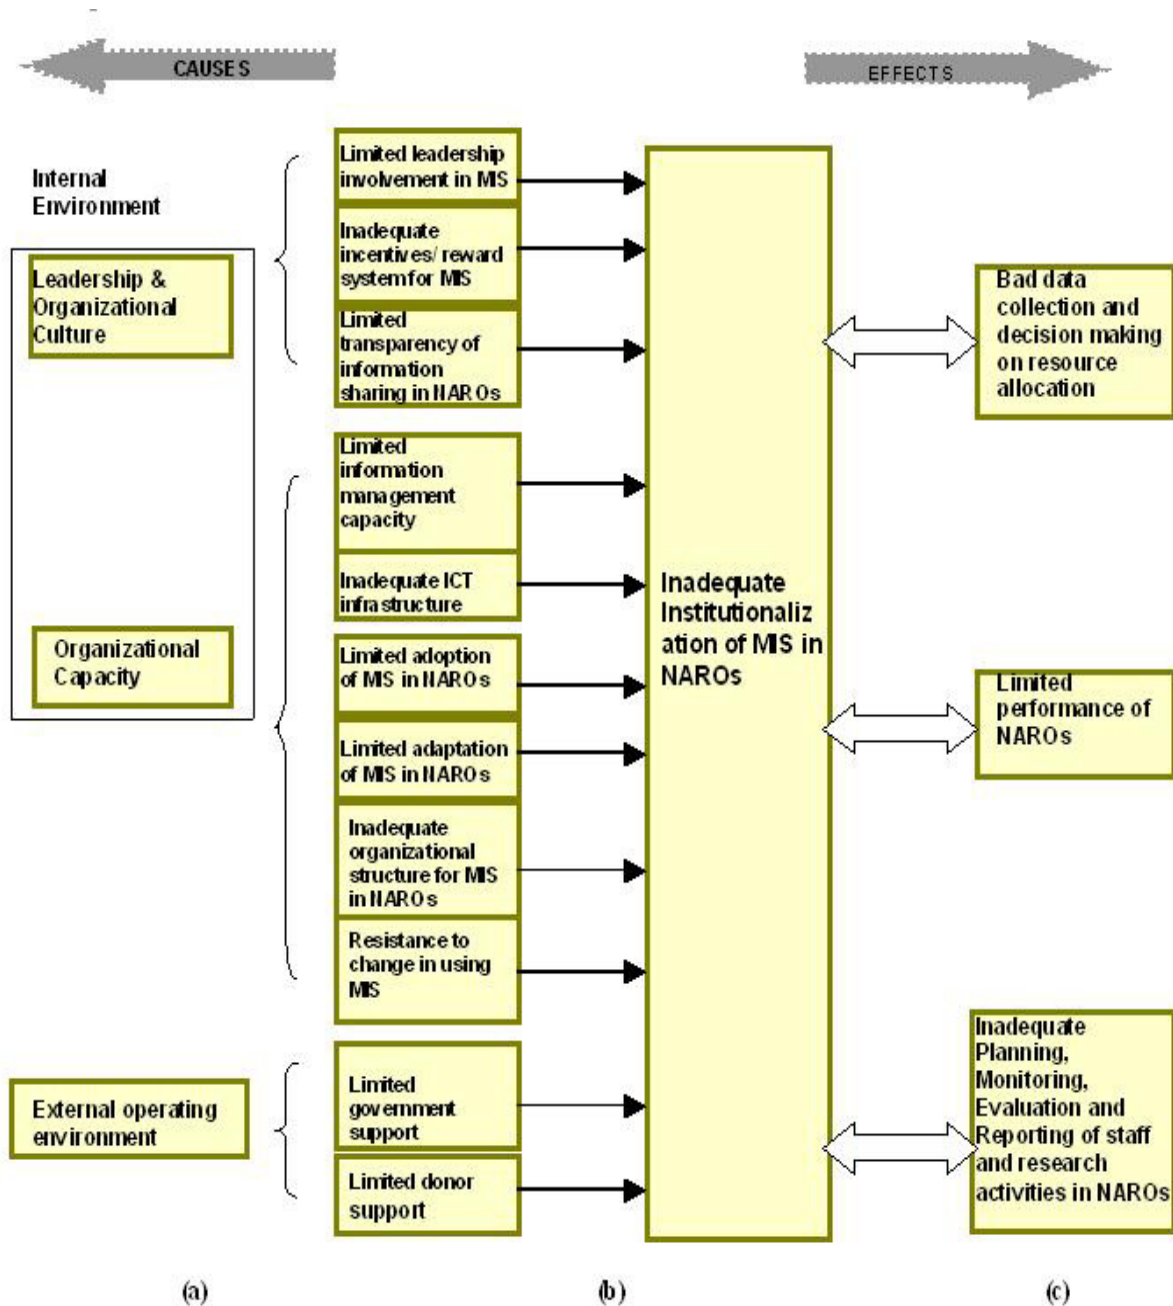 CAUSES
EFFECTS
Internal
Environment
Leadership &
Organizational
Culture
Organizational
Capacity
External operating
environment
Limited leadership
involvement in MIS
Inadequate
incentives/ reward
system for MIS
Limited
transparency of
information
sharing in NAROs
Limited
information
management
capacity
Inadequate ICT
infrastructure
Limited adoption
of MIS in NAROs
Limited adaptation
of MIS in NAROs
Inadequate
organizational
structure for MIS
in NAROs
Resistance to
change in using
MIS
Limited
government
support
Limited donor
support
Inadequate
Institutionaliz
ation of MIS in
NAROs
Bad data
collection and
decision making
on resource
allocation
Limited
performance of
NAROs
Inadequate
Planning,
Monitoring,
Evaluation and
Reporting of staff
and research
activities in NAROs
(a)
(b)
(c)